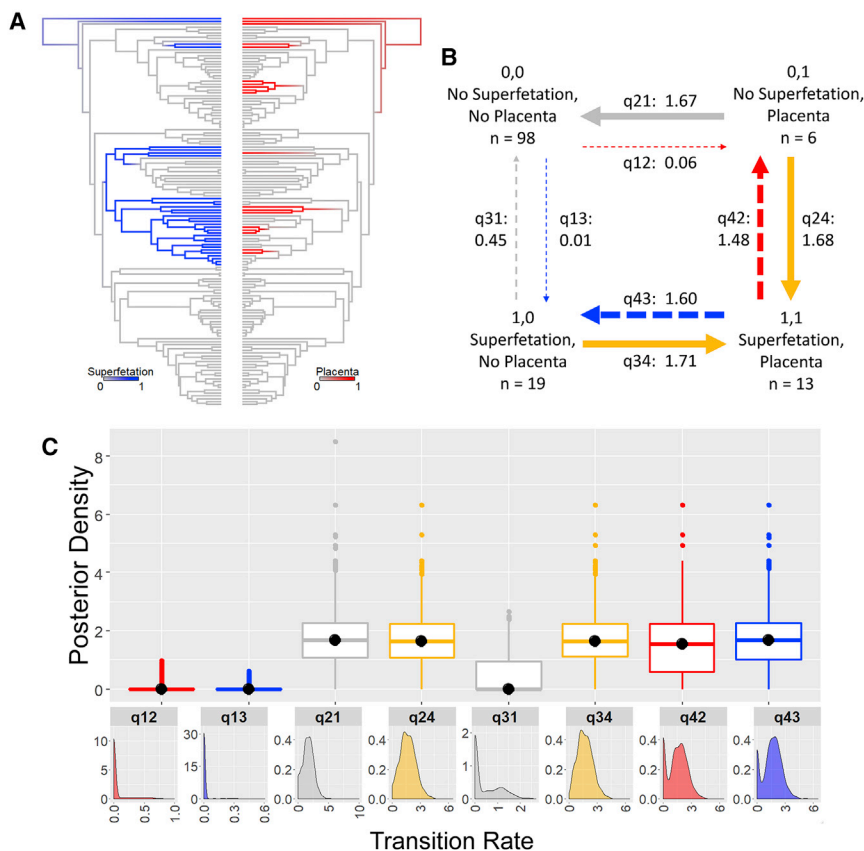 A
Superfetation
0 1
Placenta
0 1
B
0,0
No Superfetation,
No Placenta
n = 98
q21: 1.67
q12: 0.06
0,1
No Superfetation,
Placenta
n = 6
q31:
0.45
q13:
0.01
q42:
1.48
q24:
1.68
1,0
Superfetation,
No Placenta
n = 19
q43: 1.60
q34: 1.71
1,1
Superfetation,
Placenta
n = 13
C
Posterior Density
8
6
4
2
0
q12 q13 q21 q24 q31 q34 q42 q43
10
5
0
0.0 0.5 1.0
30
15
0
0.0 0.3 0.6
0.4
0.2
0.0
0 5 10
0.4
0.2
0.0
0 3 6
2
1
0
0 1 2
0.4
0.2
0.0
0 3 6
0.4
0.2
0.0
0 3 6
0.4
0.2
0.0
0 3 6
Transition Rate